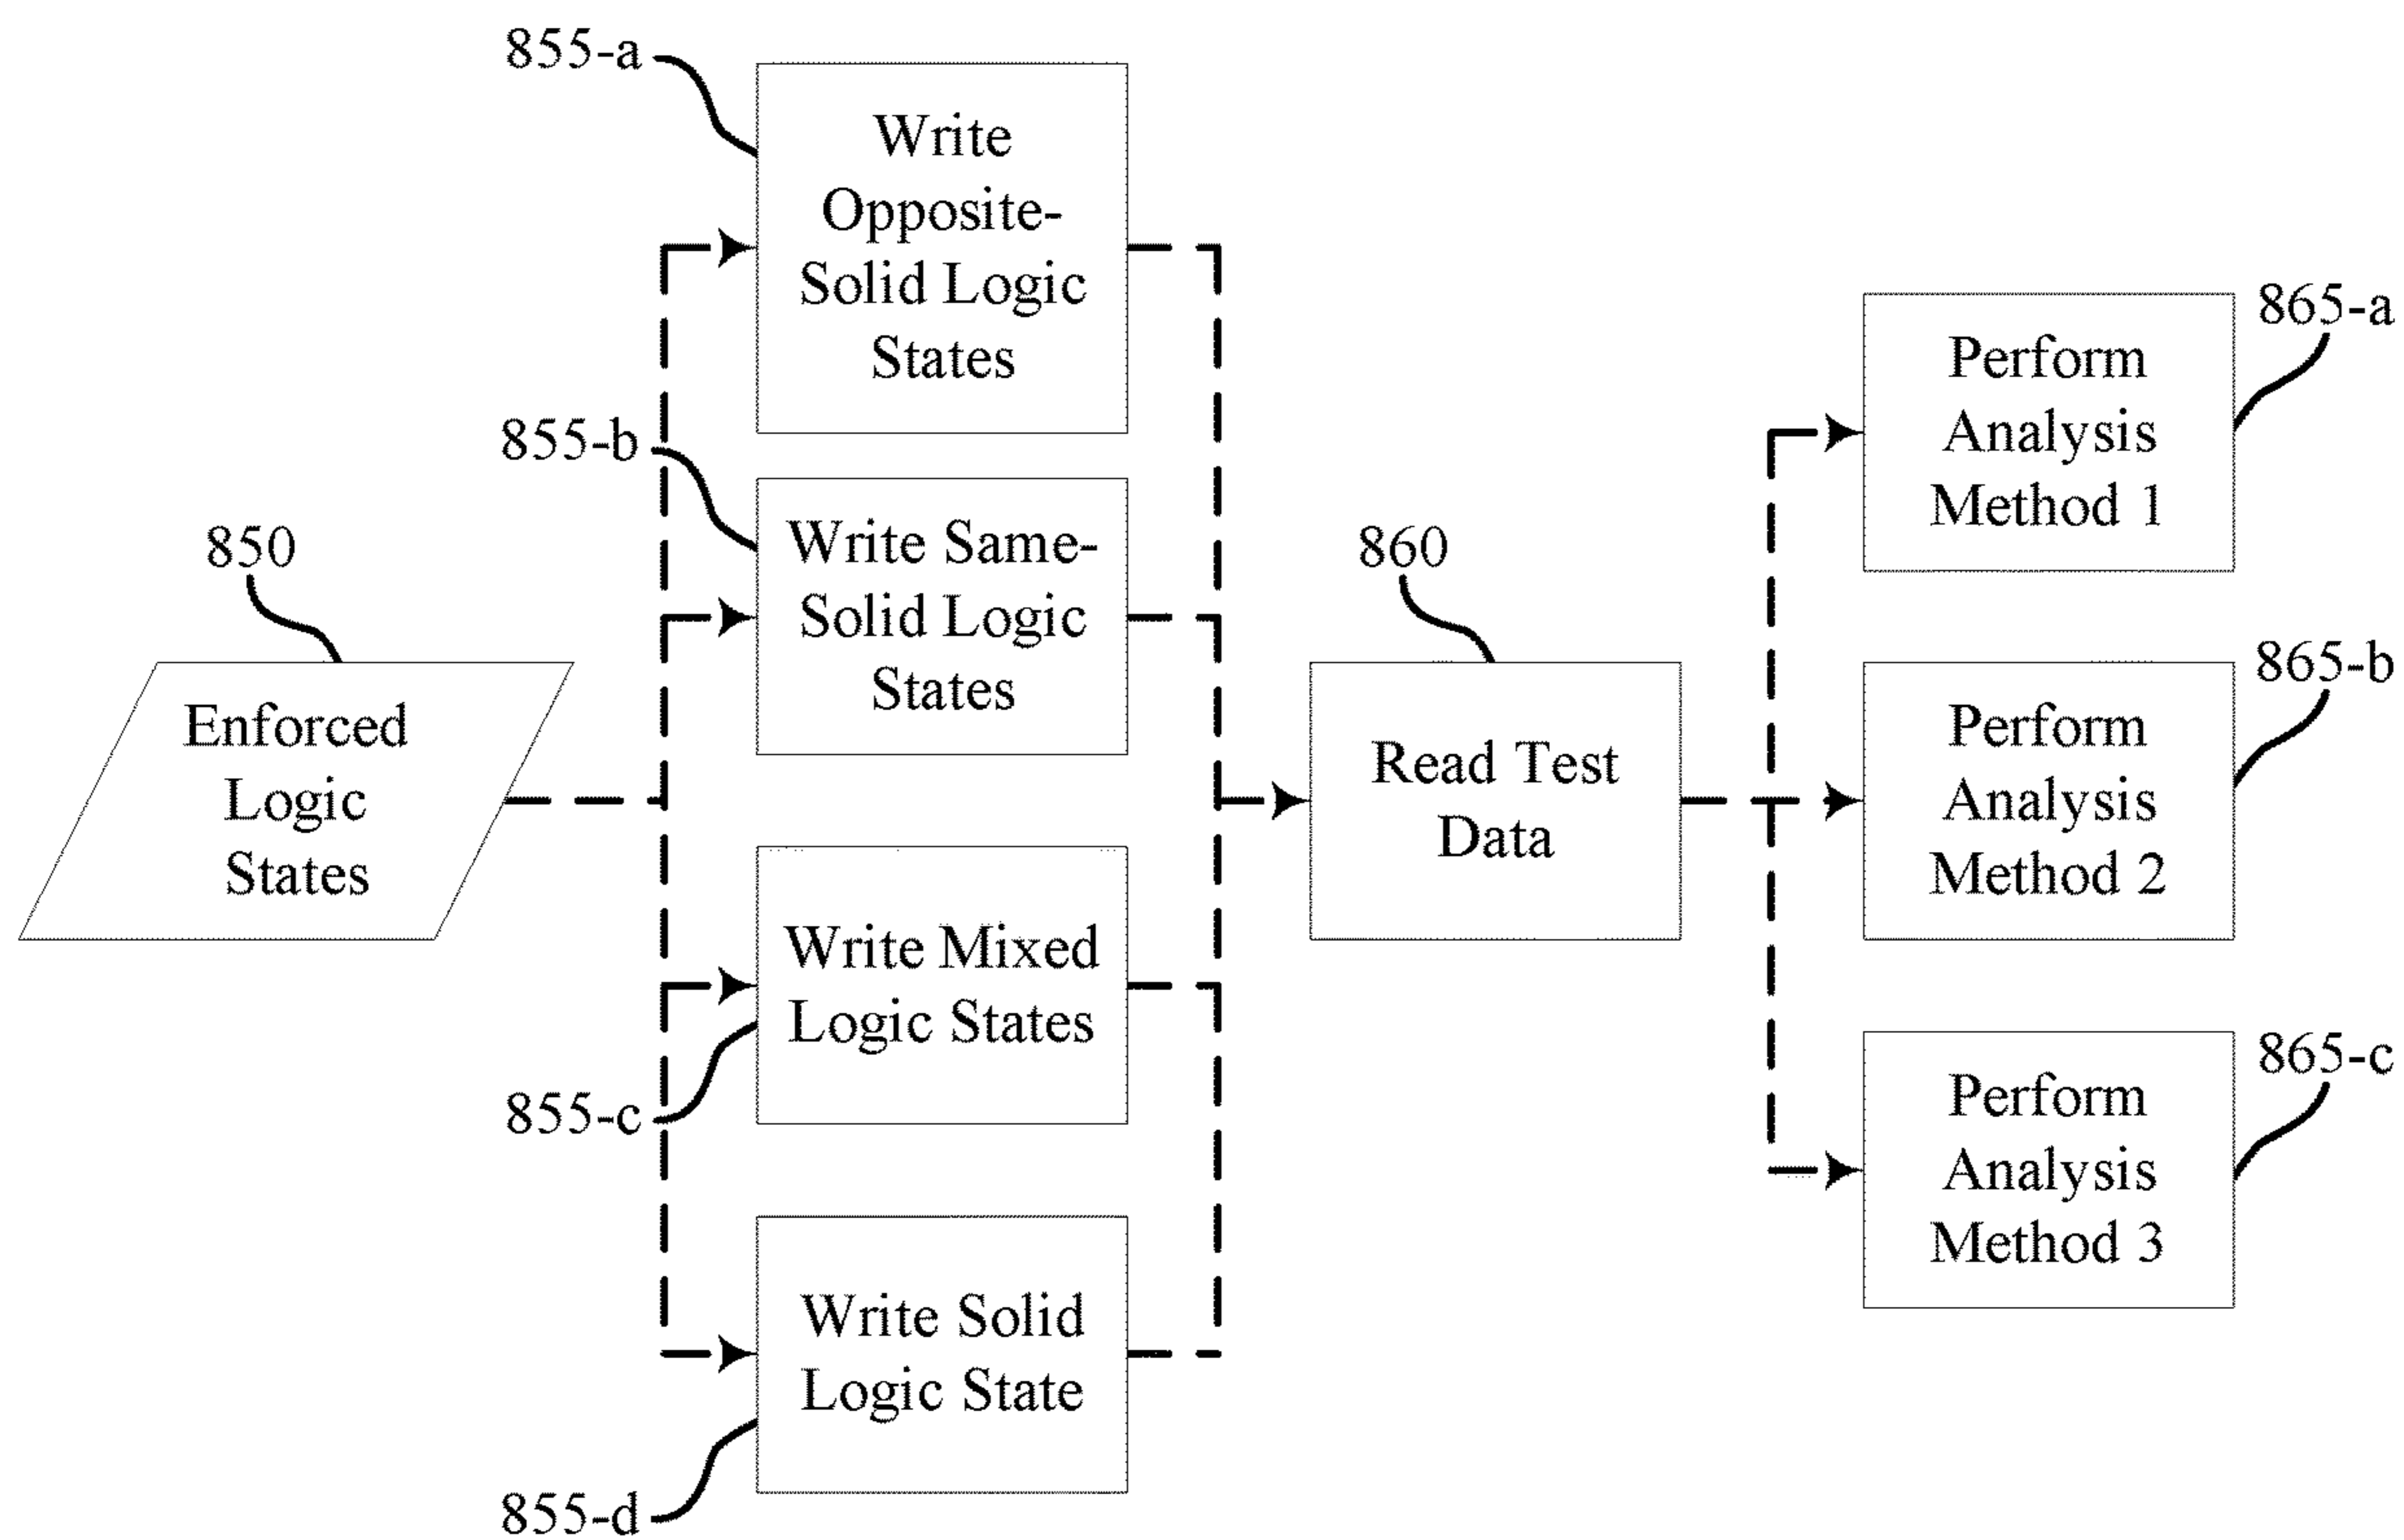 855-a
Write
Opposite-
Solid Logic
States
855-b
Write Same-
Solid Logic
States
850
Enforced
Logic
States
Write Mixed
Logic States
855-c
Write Solid
Logic State
855-d
860
Read Test
Data
865-a
Perform
Analysis
Method 1
865-b
Perform
Analysis
Method 2
865-c
Perform
Analysis
Method 3